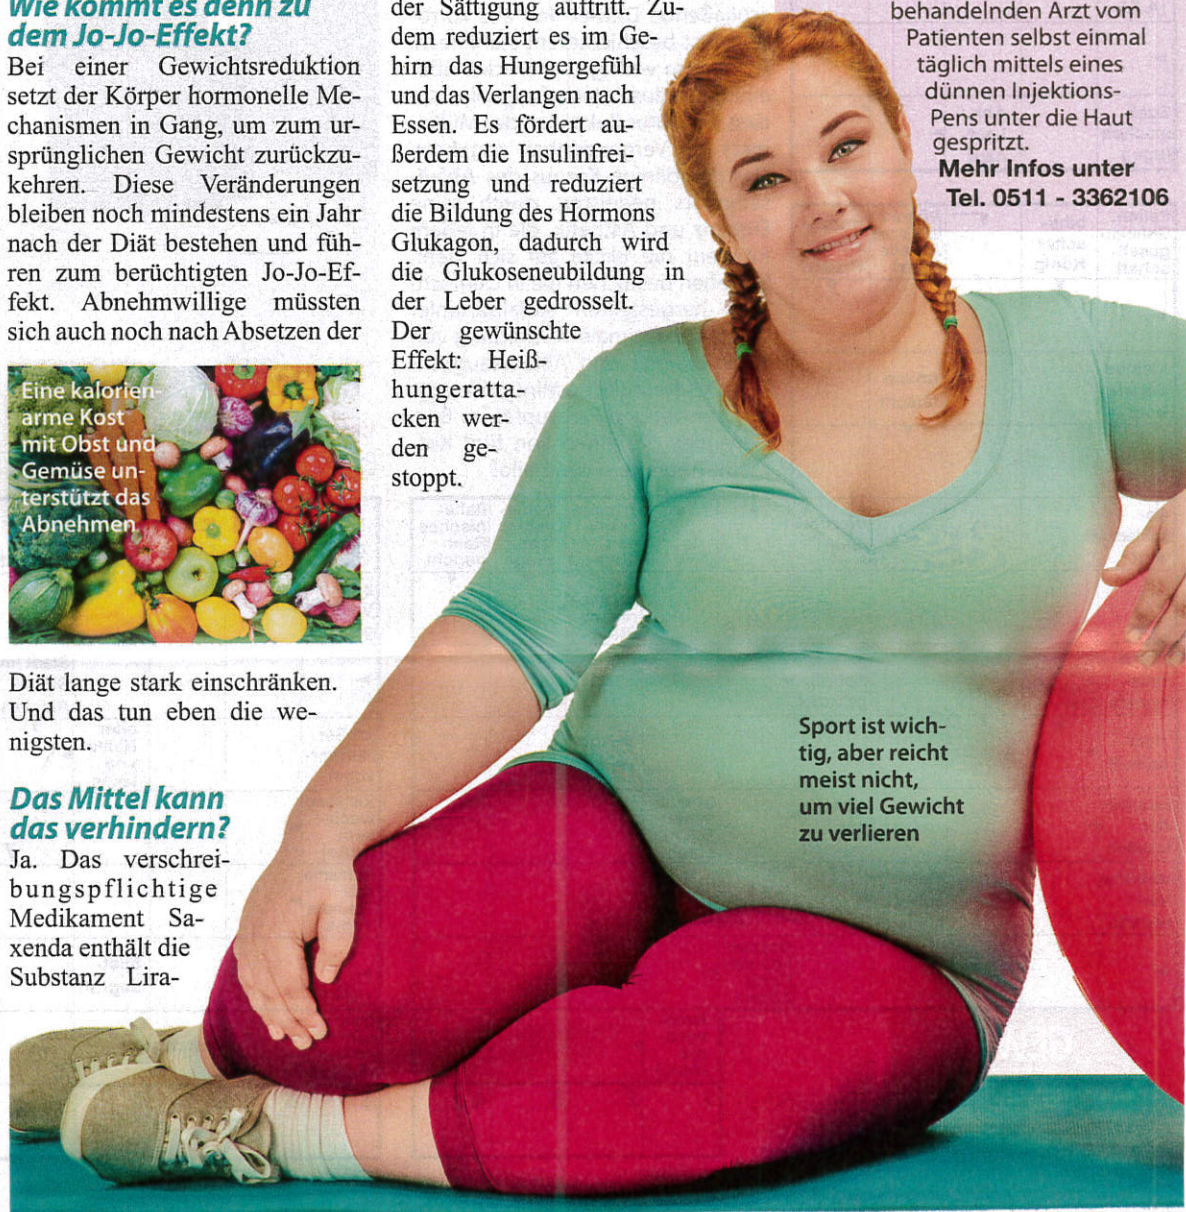 Wie kommt es denn zu
dem Jo-Jo-Effekt?
Bei einer Gewichtsreduktion
setzt der Körper hormonelle Me-
chanismen in Gang, um zum ur-
sprünglichen Gewicht zurückzu-
kehren. Diese Veränderungen
bleiben noch mindestens ein Jahr
nach der Diät bestehen und füh-
ren zum berüchtigten Jo-Jo-Ef-
fekt. Abnehmwillige müssten
sich auch noch nach Absetzen der
Eine kalorien-
arme Kost
mit Obst und
Gemüse un-
terstützt das
Abnehmen
Diät lange stark einschränken.
Und das tun eben die we-
nigsten.
Das Mittel kann
das verhindern?
Ja. Das verschrei-
bungspflichtige
Medikament Sa-
xenda enthält die
Substanz Lira-
der Sättigung auftritt. Zu-
dem reduziert es im Ge-
hirn das Hungergefühl
und das Verlangen nach
Essen. Es fördert au-
ßerdem die Insulinfrei-
setzung und reduziert
die Bildung des Hormons
Glukagon, dadurch wird
die Glukoseneubildung in
der Leber gedrosselt.
Der gewünschte
Effekt: Heiß-
hungeratta-
cken wer-
den ge-
stoppt.
behandelnden Arzt vom
Patienten selbst einmal
täglich mittels eines
dünnen Injektions-
Pens unter die Haut
gespritzt.
Mehr Infos unter
Tel. 0511 - 3362106
Sport ist wich-
tig, aber reicht
meist nicht,
um viel Gewicht
zu verlieren